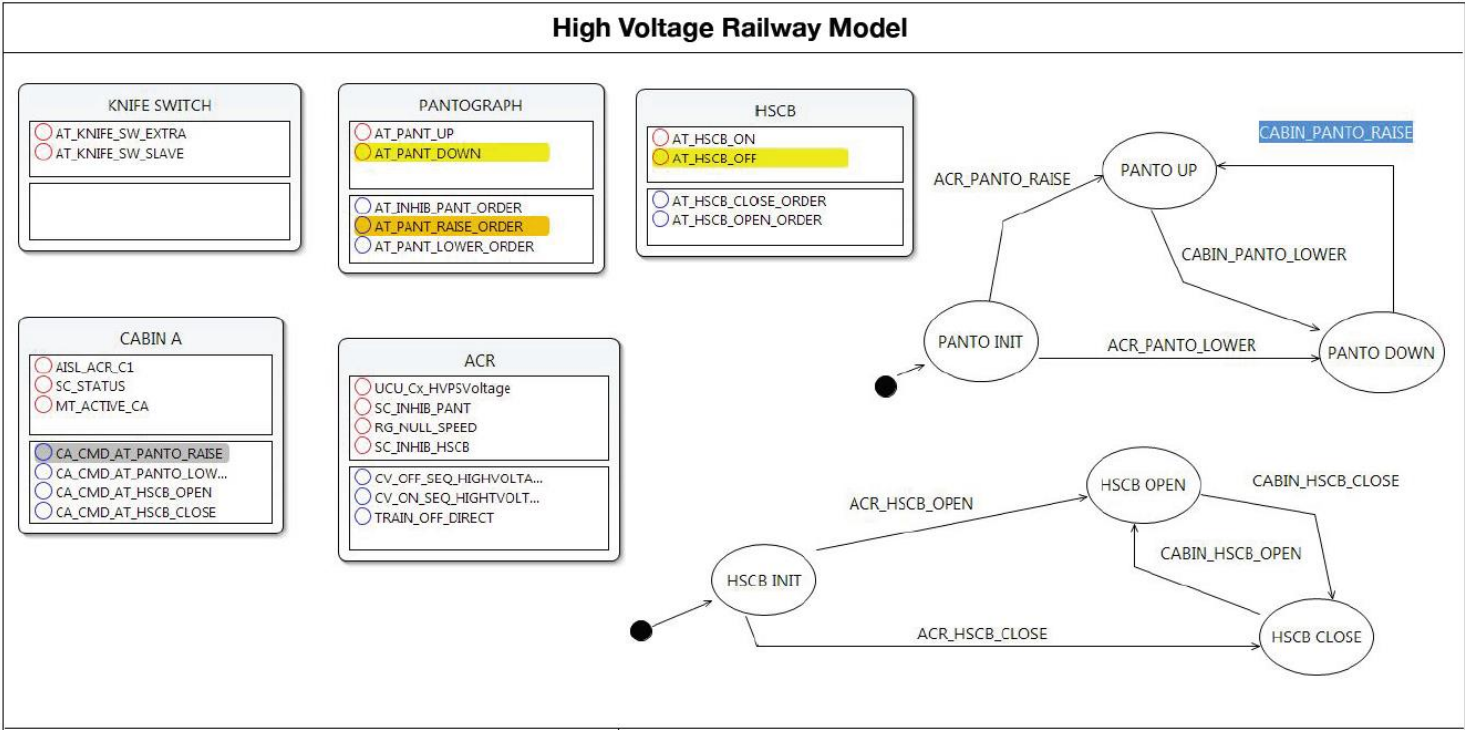 High Voltage Railway Model
KNIFE SWITCH
AT_KNIFE_SW_EXTRA
AT_KNIFE_SW_SLAVE
PANTOGRAPH
AT_PANT_UP
AT_PANT_DOWN
AT_INHIB_PANT_ORDER
AT_PANT_RAISE_ORDER
AT_PANT_LOWER_ORDER
HSCB
AT_HSCB_ON
AT_HSCB_OFF
AT_HSCB_CLOSE_ORDER
AT_HSCB_OPEN_ORDER
CABIN A
AISL_ACR_C1
SC_STATUS
MT_ACTIVE_CA
CA_CMD_AT_PANTO_RAISE
CA_CMD_AT_PANTO_LOW...
CA_CMD_AT_HSCB_OPEN
CA_CMD_AT_HSCB_CLOSE
ACR
UCU_Cx_HVPSVoltage
SC_INHIB_PANT
RG_NULL_SPEED
SC_INHIB_HSCB
CV_OFF_SEQ_HIGHVOLTA...
CV_ON_SEQ_HIGHTVOLT...
TRAIN_OFF_DIRECT
CABIN_PANTO_RAISE
PANTO UP
ACR_PANTO_RAISE
CABIN_PANTO_LOWER
PANTO INIT
ACR_PANTO_LOWER
PANTO DOWN
HSCB OPEN
CABIN_HSCB_CLOSE
ACR_HSCB_OPEN
CABIN_HSCB_OPEN
HSCB INIT
ACR_HSCB_CLOSE
HSCB CLOSE